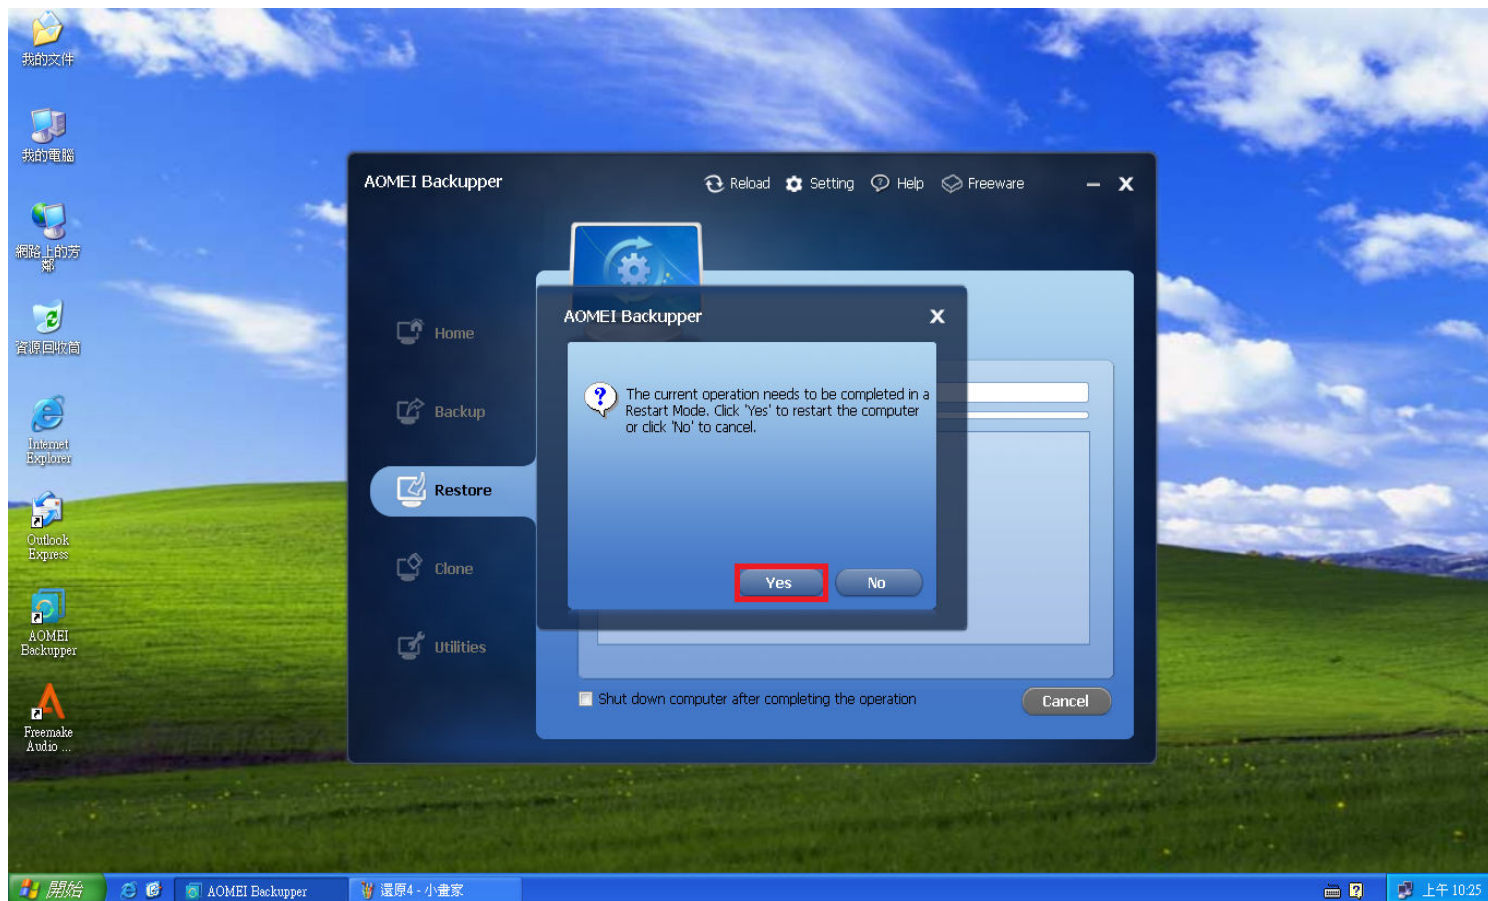 我的文件
我的電腦
網路上的芳
鄰
資源回收筒
Internet
Explorer
Outlook
Express
AOMEI
Backupper
Freemake
Audio ...
AOMEI Backupper
Reload
Setting
Help
Freeware
Home
Backup
Restore
Clone
Utilities
AOMEI Backupper
The current operation needs to be completed in a
Restart Mode. Click 'Yes' to restart the computer
or click 'No' to cancel.
Yes
No
Shut down computer after completing the operation
Cancel
開始
AOMEI Backupper
還原4 - 小畫家
上午 10:25